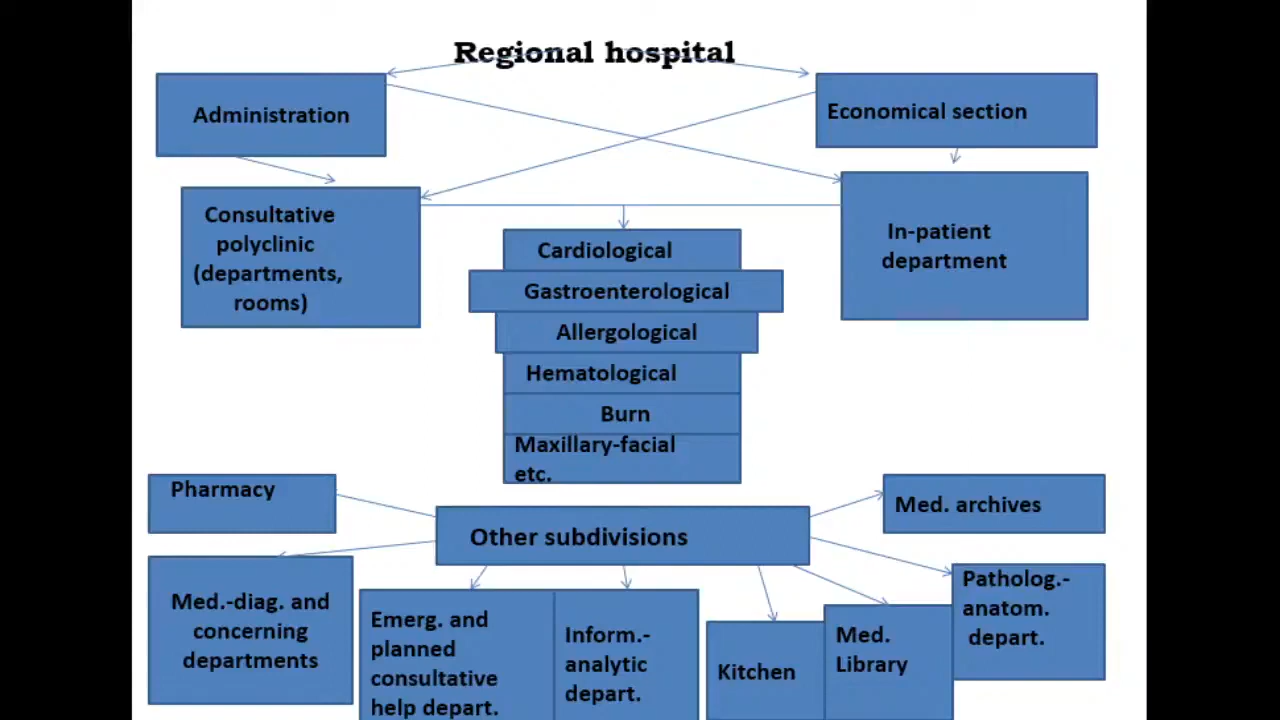 Regional hospital
Administration
Economical section
Consultative
polyclinic
(departments,
rooms)
In-patient
department
Cardiological
Gastroenterological
Allergological
Hematological
Burn
Maxillary-facial
etc.
Pharmacy
Other subdivisions
Med. archives
Med.-diag. and
concerning
departments
Emerg. and
planned
consultative
help depart.
Inform.-
analytic
depart.
Kitchen
Med.
Library
Patholog.-
anatom.
depart.